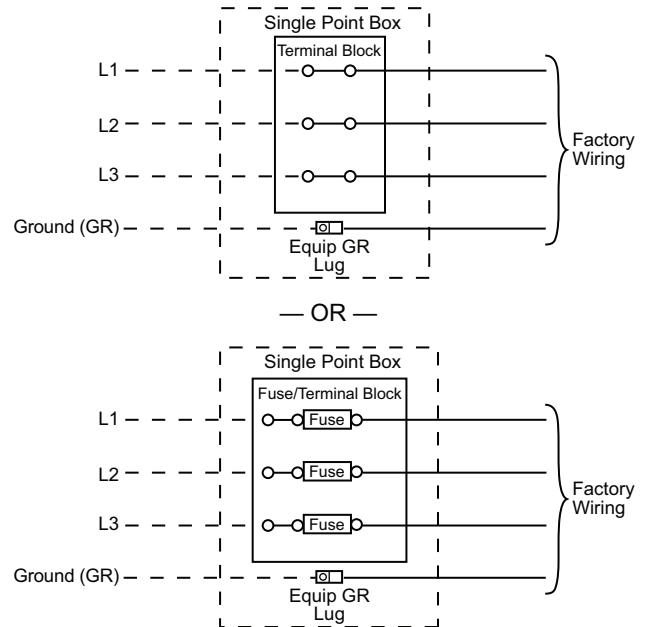 Single Point Box
Terminal Block
L1
L2
L3
Factory
Wiring
Ground (GR)
Equip GR
Lug
— OR —
Single Point Box
Fuse/Terminal Block
L1
Fuse
L2
Fuse
L3
Fuse
Factory
Wiring
Ground (GR)
Equip GR
Lug